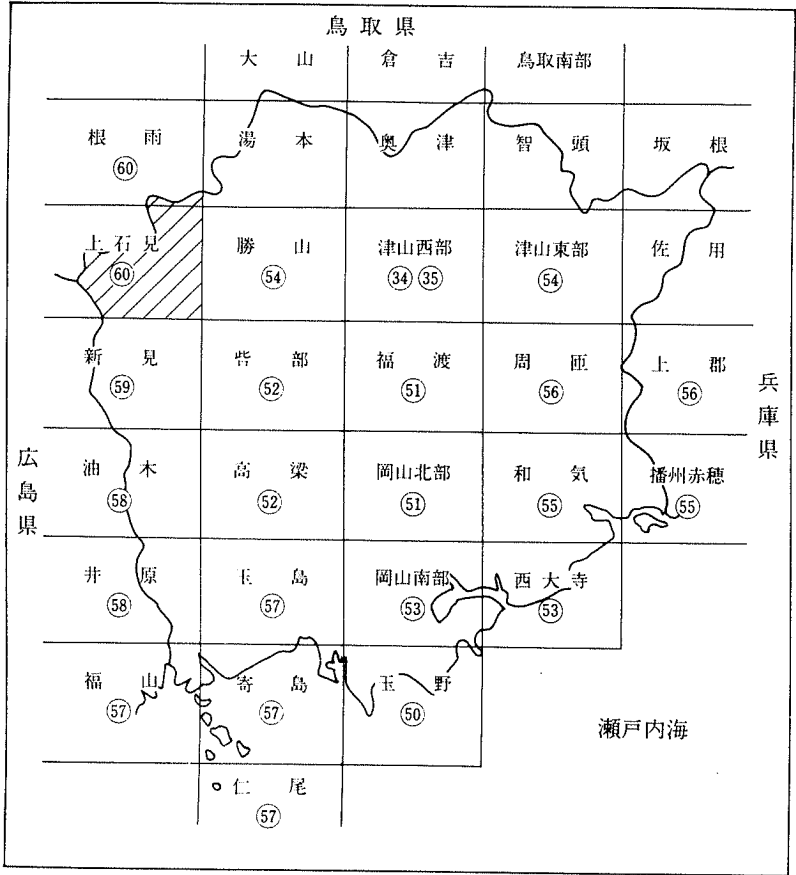 鳥取県
大山 倉吉 鳥取南部
根雨 湯本 奥津 智頭 坂根
60
上石見 勝山 津山西部 津山東部 佐用
60 54 34 35 54
新見 呰部 福渡 周匝 上郡
59 52 51 56 56
兵庫県
広島県
油木 高梁 岡山北部 和気 播州赤穂
58 52 51 55 55
井原 玉島 岡山南部 西大寺
58 57 53 53
福山 寄島 玉野
57 57 50
瀬戸内海
仁尾
57